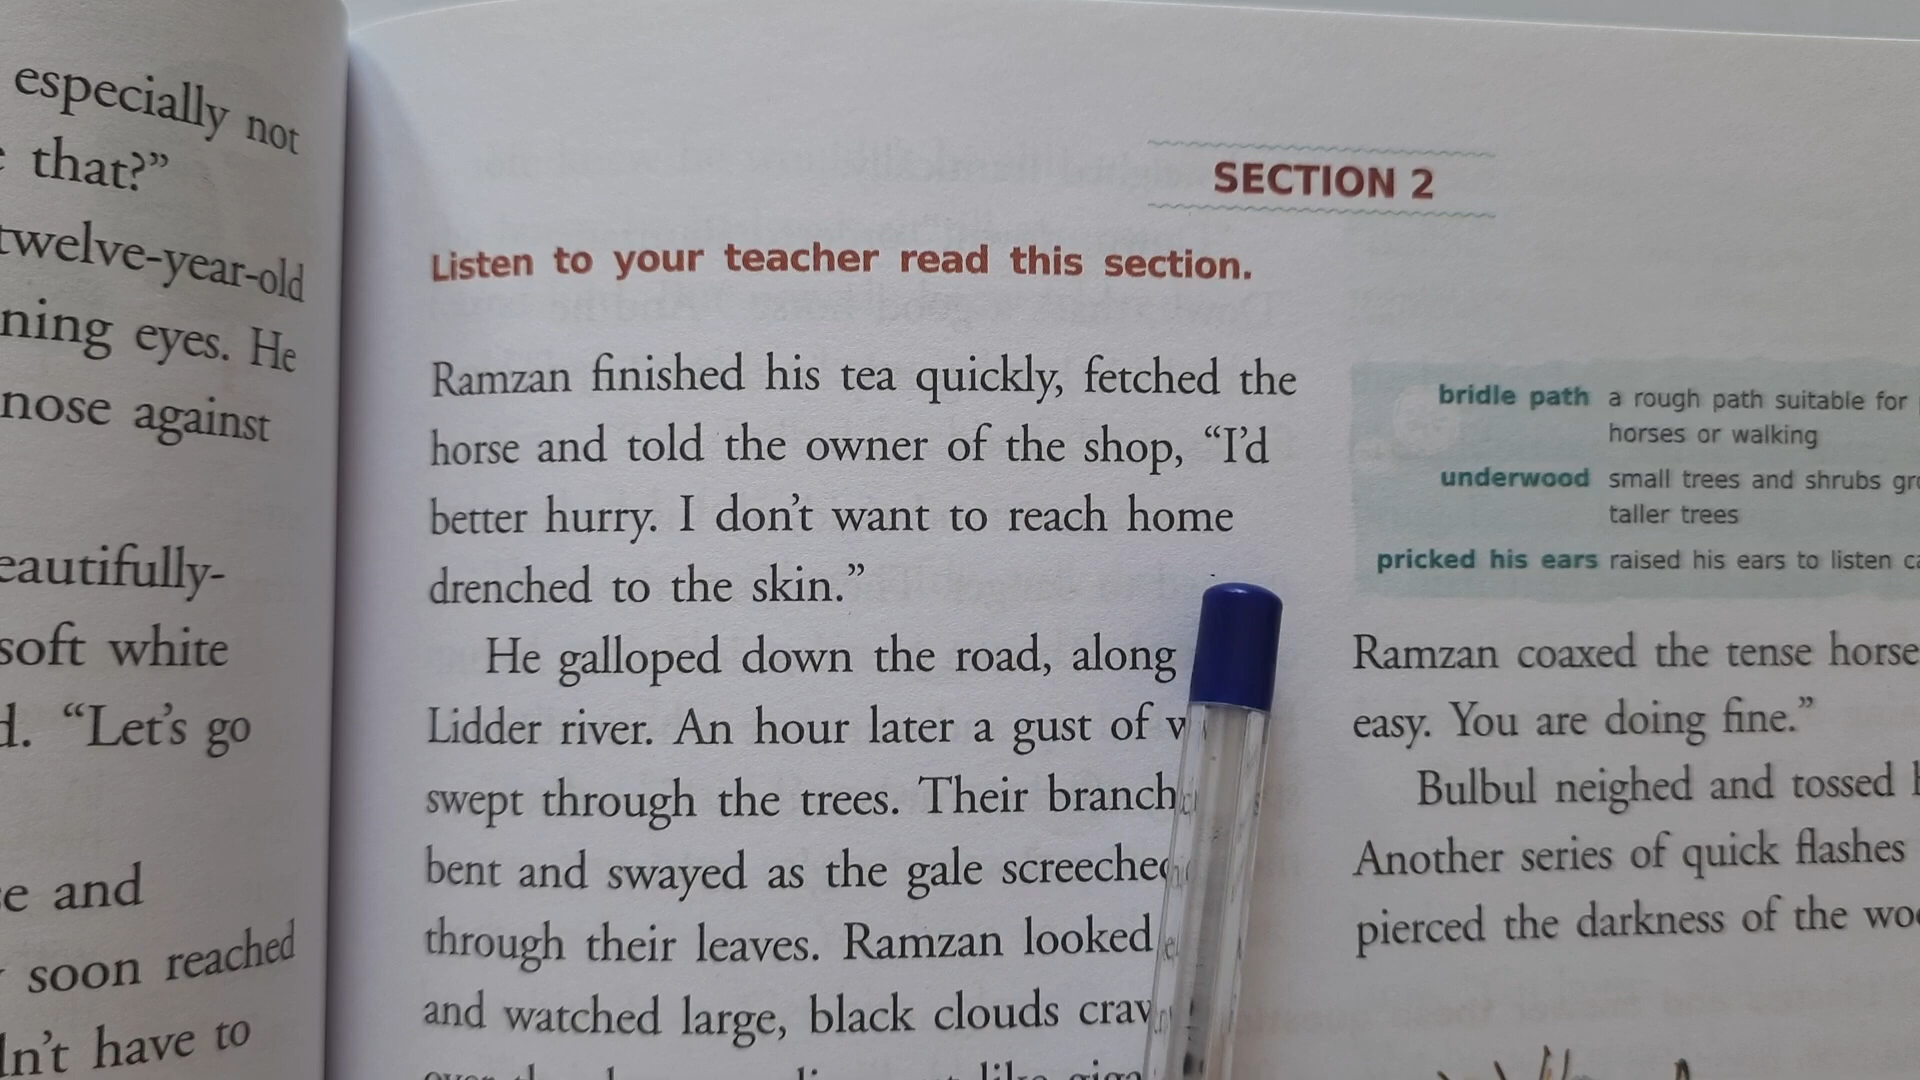 especially not
that?”
twelve-year-old
eyes. He
nose against
soft white
“Let’s go
and
soon reached
have to
SECTION 2
Listen to your teacher read this section.
Ramzan finished his tea quickly, fetched the
horse and told the owner of the shop, “I’d
better hurry. I don’t want to reach home
drenched to the skin.”
He galloped down the road, along
Lidder river. An hour later a gust of
swept through the trees. Their
bent and swayed as the gale
through their leaves. Ramzan looked
and watched large, black clouds
like
bridle path a rough path suitable for
horses or walking
underwood small trees and shrubs
taller trees
pricked his ears raised his ears to listen
Ramzan coaxed the tense horse
easy. You are doing fine.”
Bulbul neighed and tossed
Another series of quick flashes
pierced the darkness of the